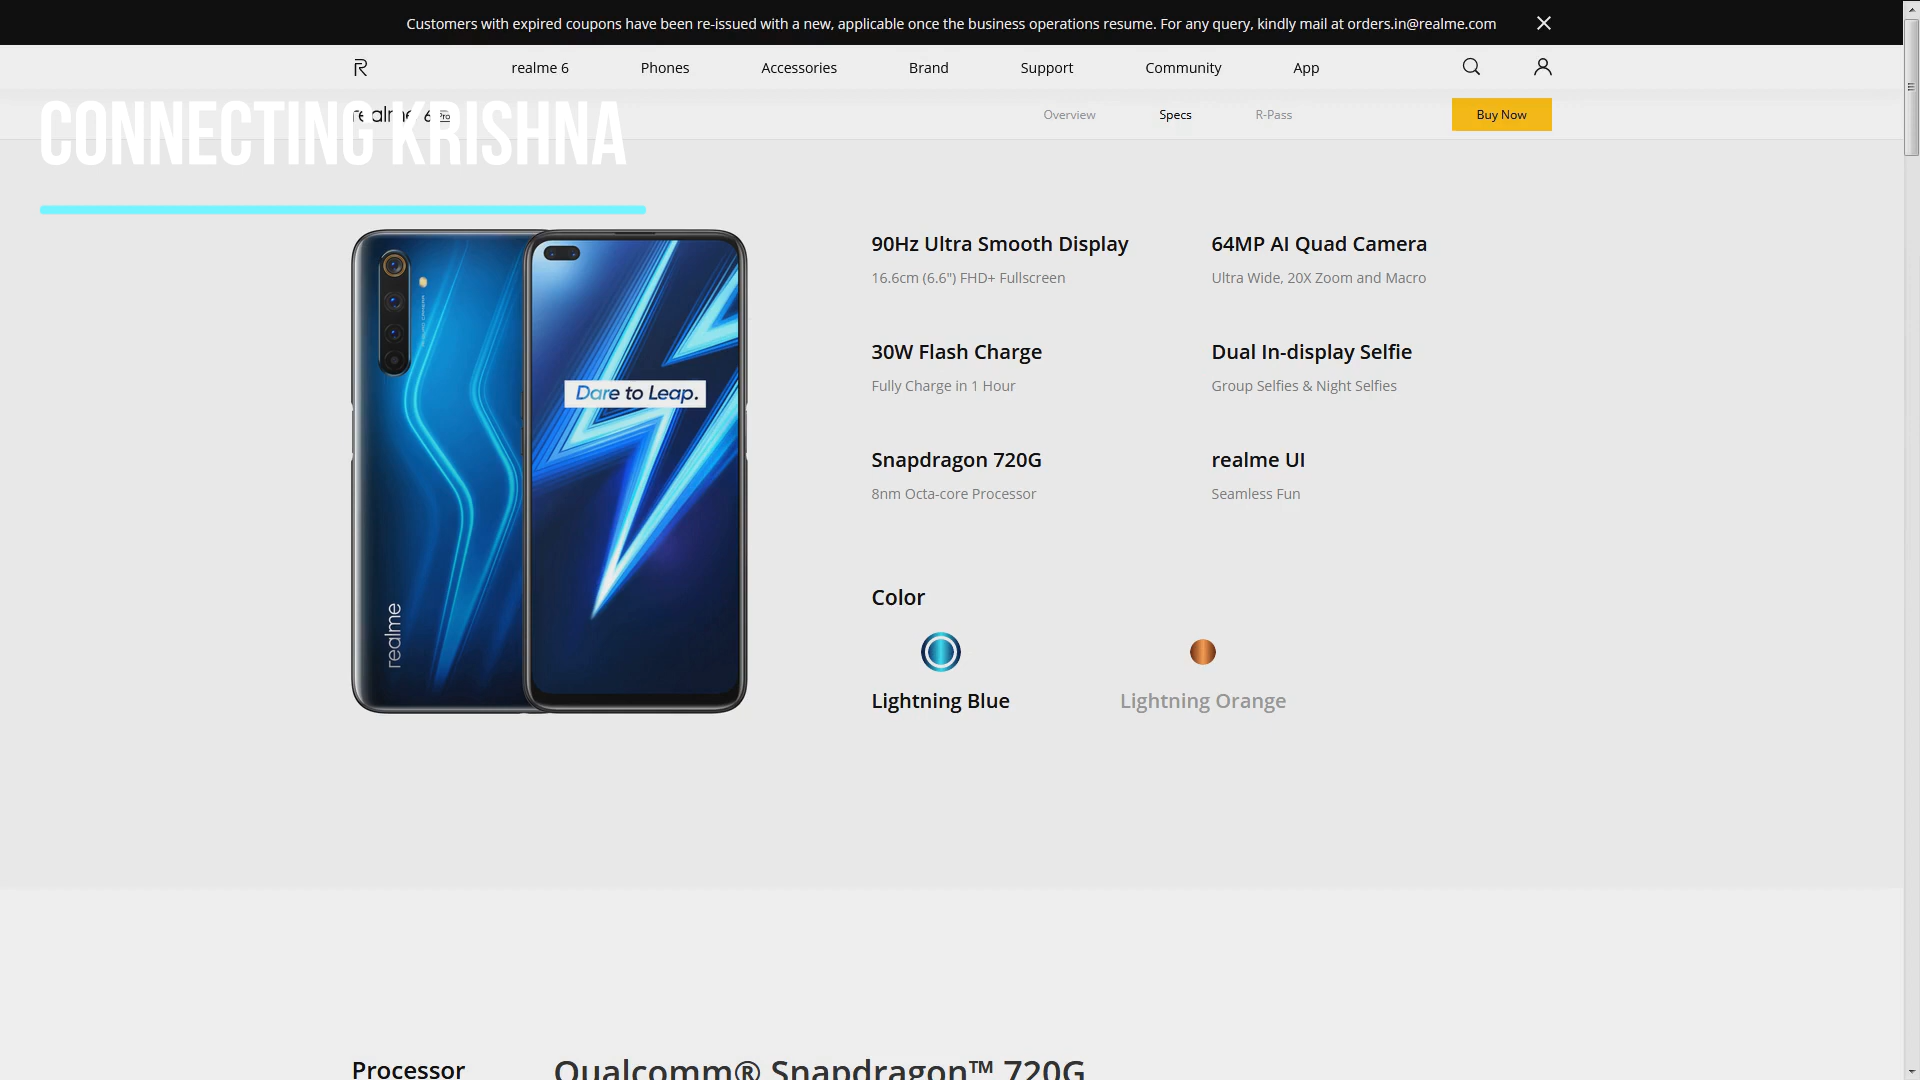 Customers with expired coupons have been re-issued with a new, applicable once the business operations resume. For any query, kindly mail at orders.in@realme.com
realme 6 Phones Accessories Brand Support Community App
CONNECTING KRISHNA
realme 6 Pro
Overview Specs R-Pass Buy Now
90Hz Ultra Smooth Display
16.6cm (6.6") FHD+ Fullscreen
64MP AI Quad Camera
Ultra Wide, 20X Zoom and Macro
30W Flash Charge
Fully Charge in 1 Hour
Dual In-display Selfie
Group Selfies & Night Selfies
Snapdragon 720G
8nm Octa-core Processor
realme UI
Seamless Fun
Dare to Leap.
realme
Color
Lightning Blue
Lightning Orange
Processor
Qualcomm® Snapdragon™ 720G